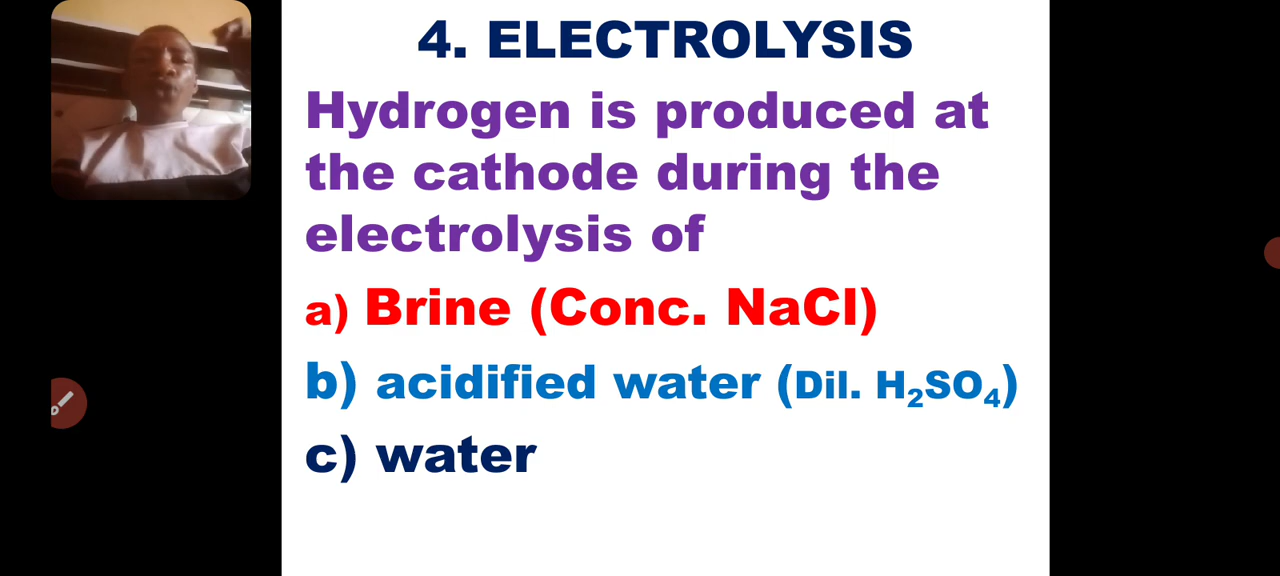 4. ELECTROLYSIS
Hydrogen is produced at
the cathode during the
electrolysis of
a) Brine (Conc. NaCl)
b) acidified water (Dil. H₂SO₄)
c) water